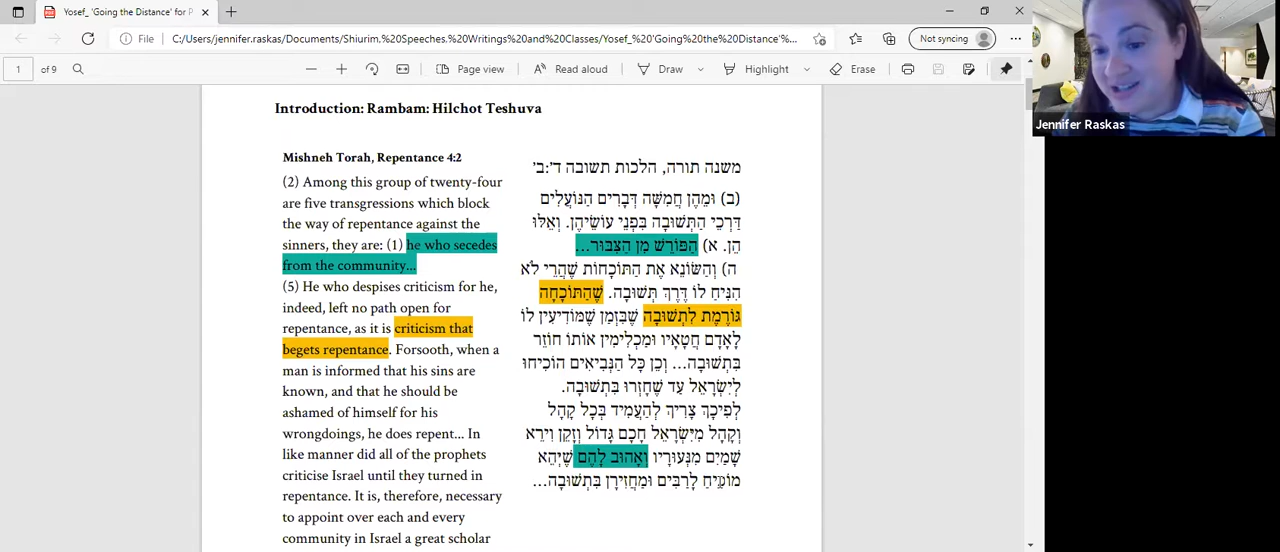 Yosef_ 'Going the Distance' for P
File
C:/Users/jennifer.raskas/Documents/Shiurim.%20Speeches.%20Writings%20and%20Classes/Yosef_%20'Going%20the%20Distance'%...
Not syncing
1 of 9
Page view
Read aloud
Draw
Highlight
Erase
Jennifer Raskas
Introduction: Rambam: Hilchot Teshuva
Mishneh Torah, Repentance 4:2
(2) Among this group of twenty-four
are five transgressions which block
the way of repentance against the
sinners, they are: (1) he who secedes
from the community...
(5) He who despises criticism for he,
indeed, left no path open for
repentance, as it is criticism that
begets repentance. Forsooth, when a
man is informed that his sins are
known, and that he should be
ashamed of himself for his
wrongdoings, he does repent... In
like manner did all of the prophets
criticise Israel until they turned in
repentance. It is, therefore, necessary
to appoint over each and every
community in Israel a great scholar
משנה תורה, הלכות תשובה ד׳:ב׳
(ב) וּמֵהֶן חֲמִשָּׁה דְּבָרִים הַנּוֹעֲלִים
דַּרְכֵי הַתְּשׁוּבָה בִּפְנֵי עוֹשֵׂיהֶן. וְאֵלּוּ
הֵן. א) הַפּוֹרֵשׁ מִן הַצִּבּוּר...
ה) וְהַשּׂוֹנֵא אֶת הַתּוֹכָחוֹת שֶׁהֲרֵי לֹא
הִנִּיחַ לוֹ דֶּרֶךְ תְּשׁוּבָה. שֶׁהַתּוֹכָחָה
גּוֹרֶמֶת לִתְשׁוּבָה שֶׁבִּזְמַן שֶׁמּוֹדִיעִין לוֹ
לָאָדָם חֲטָאָיו וּמַכְלִימִין אוֹתוֹ חוֹזֵר
בִּתְשׁוּבָה... וְכֵן כָּל הַנְּבִיאִים הוֹכִיחוּ
לְיִשְׂרָאֵל עַד שֶׁחָזְרוּ בִּתְשׁוּבָה.
לְפִיכָךְ צָרִיךְ לְהַעֲמִיד בְּכָל קָהָל
וְקָהָל מִיִּשְׂרָאֵל חָכָם גָּדוֹל וְזָקֵן וִירֵא
שָׁמַיִם מִנְּעוּרָיו וְאָהוּב לָהֶם שֶׁיְּהֵא
מוֹכִיחַ לָרַבִּים וּמַחֲזִירָן בִּתְשׁוּבָה...